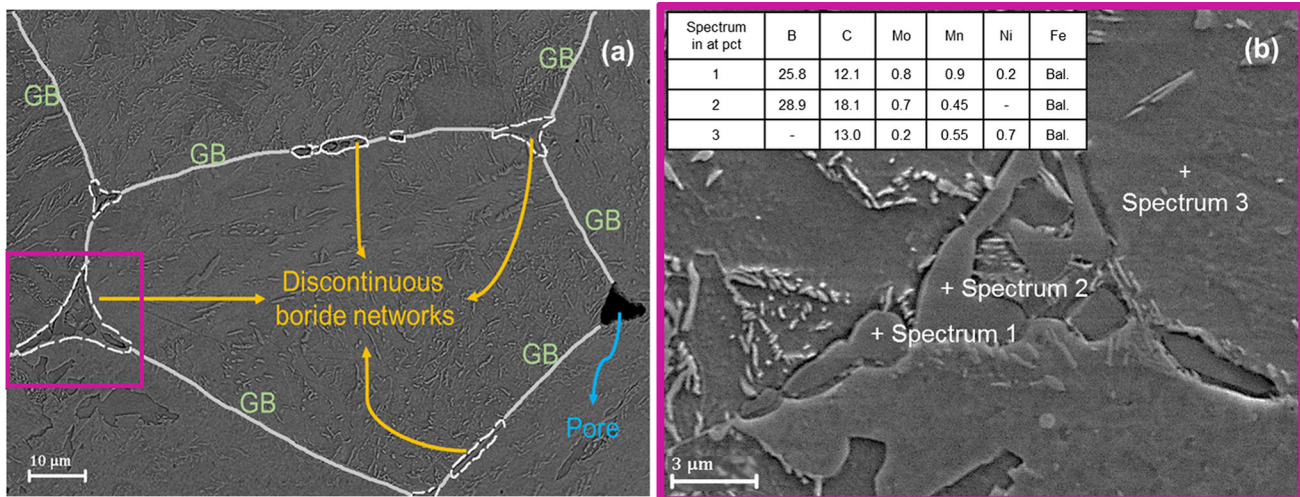 (a)
GB
GB
GB
GB
GB
GB
Discontinuous
boride networks
Pore
10 µm
(b)
Spectrum in at pct B C Mo Mn Ni Fe
1 25.8 12.1 0.8 0.9 0.2 Bal.
2 28.9 18.1 0.7 0.45 - Bal.
3 - 13.0 0.2 0.55 0.7 Bal.
+
Spectrum 3
+ Spectrum 2
+ Spectrum 1
3 µm